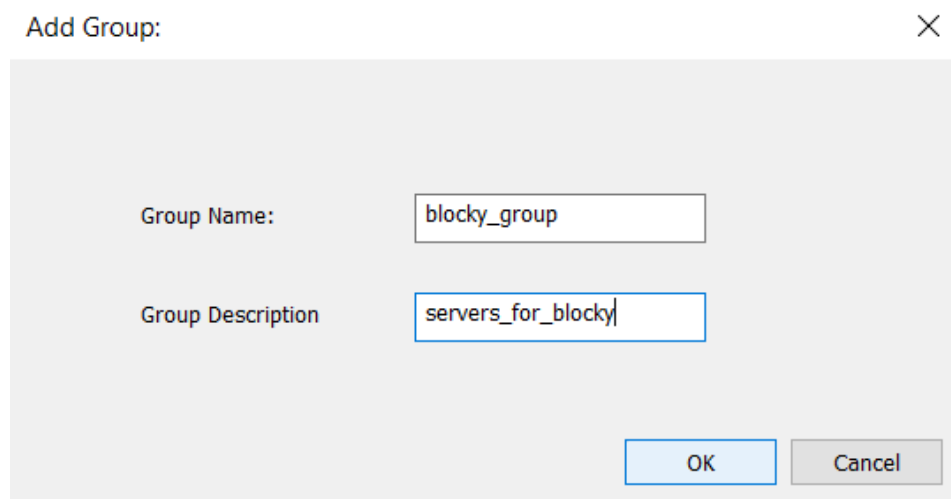 Add Group:
Group Name:
blocky_group
Group Description
servers_for_blocky
OK
Cancel